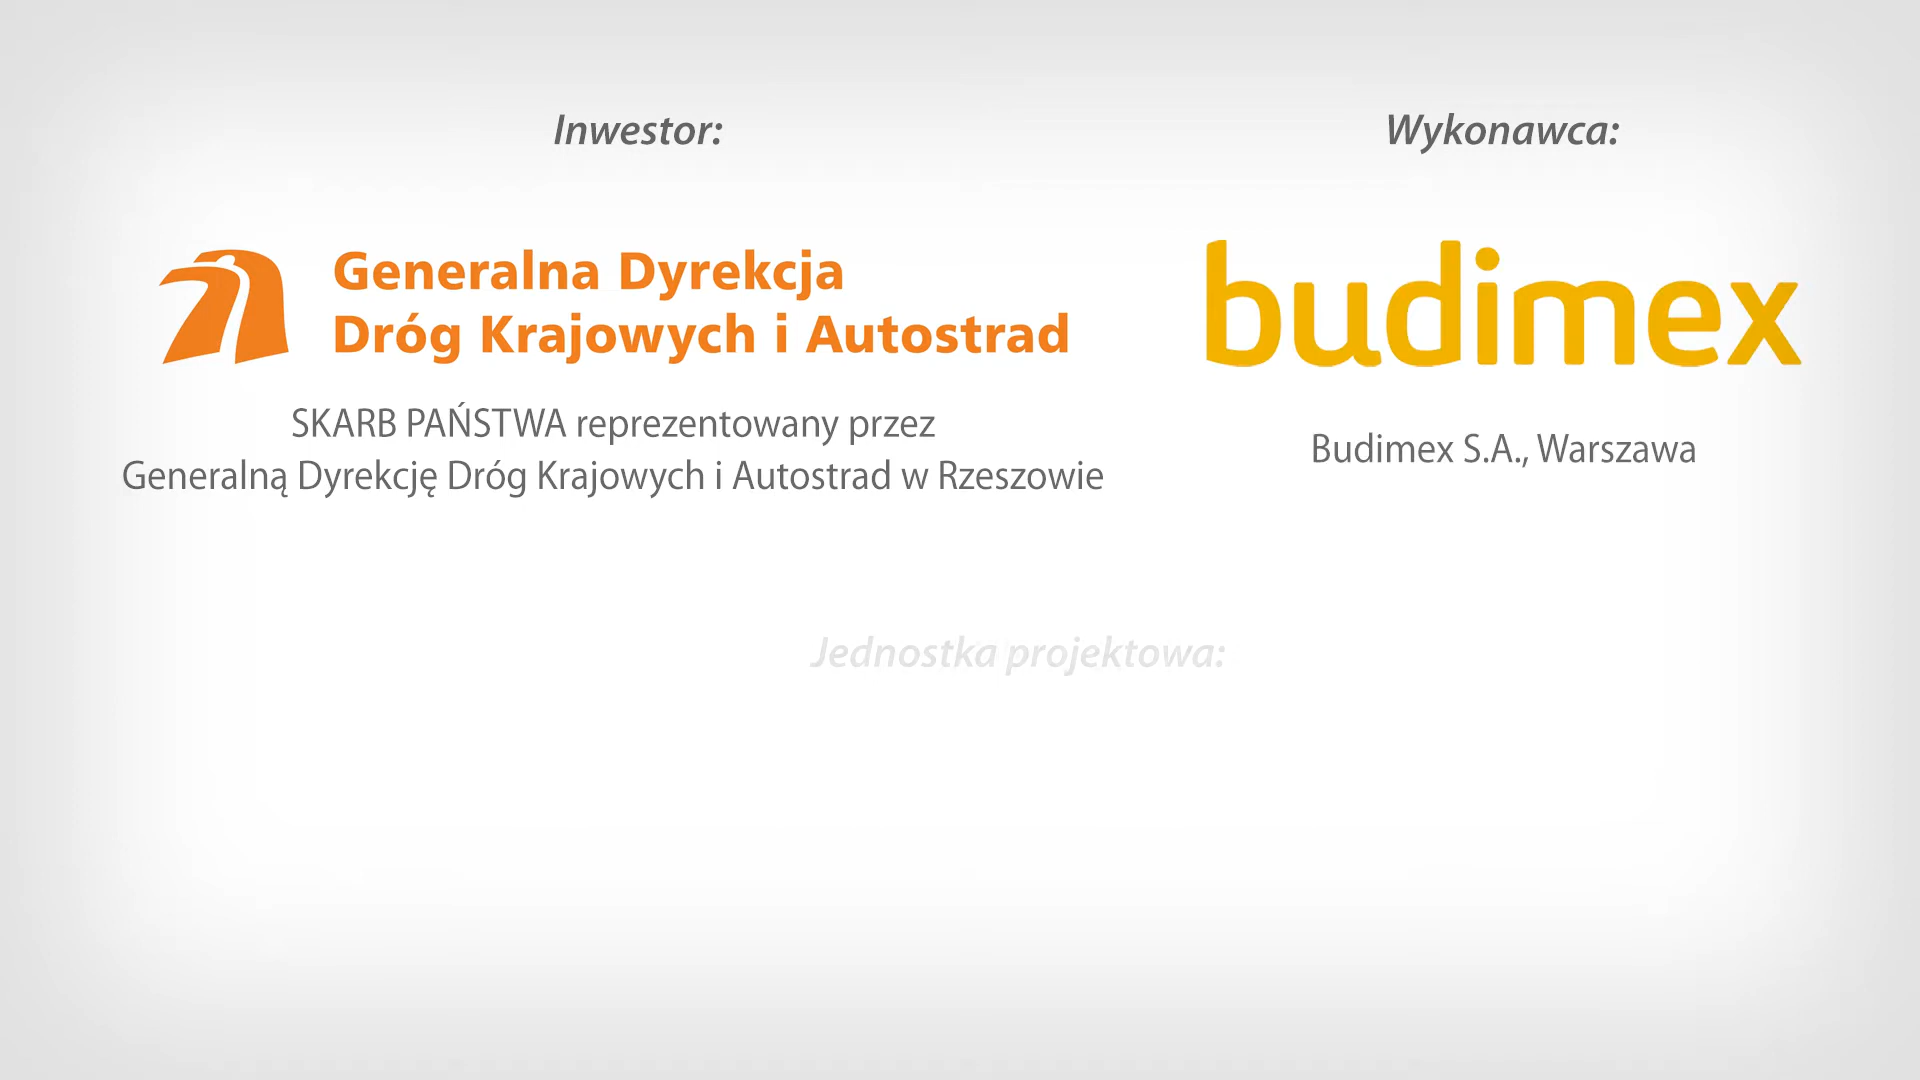 Inwestor:
Wykonawca:
Generalna Dyrekcja
Dróg Krajowych i Autostrad
budimex
SKARB PAŃSTWA reprezentowany przez
Generalną Dyrekcję Dróg Krajowych i Autostrad w Rzeszowie
Budimex S.A., Warszawa
Jednostka projektowa: